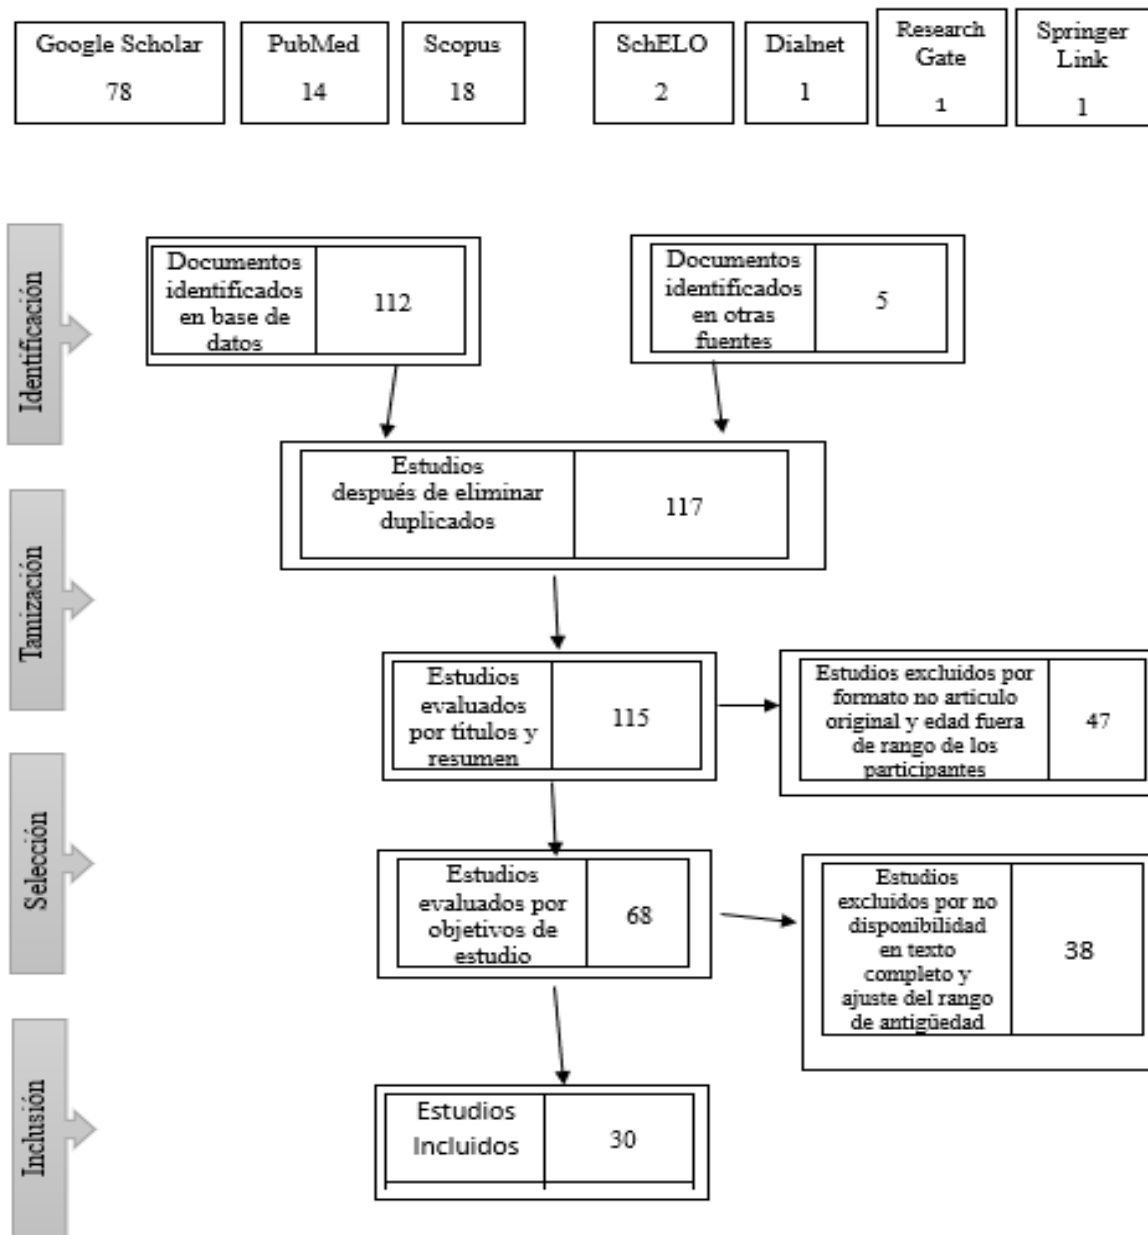 Google Scholar
78
PubMed
14
Scopus
18
SchELO
2
Dialnet
1
Research
Gate
1
Springer
Link
1
Identificación
Documentos
identificados
en base de
datos
112
Documentos
identificados
en otras
fuentes
5
Estudios
después de eliminar
duplicados
117
Tamización
Estudios
evaluados
por títulos y
resumen
115
Estudios excluidos por
formato no artículo
original y edad fuera
de rango de los
participantes
47
Selección
Estudios
evaluados por
objetivos de
estudio
68
Estudios
excluidos por no
disponibilidad
en texto
completo y
ajuste del rango
de antigüedad
38
Inclusión
Estudios
Incluidos
30